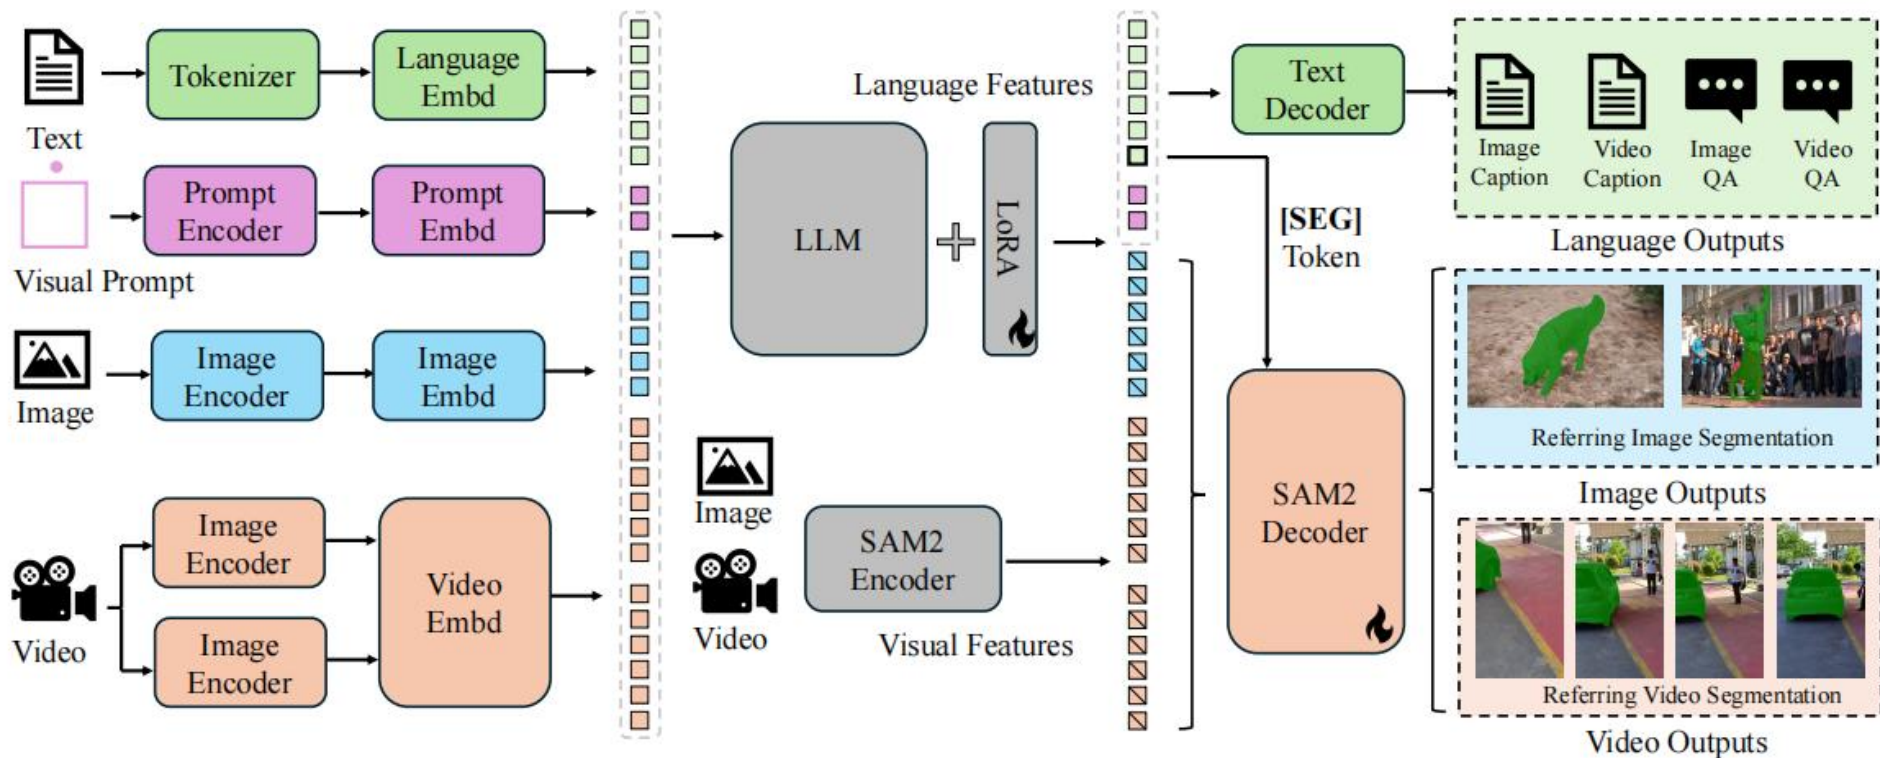 Text
Tokenizer
Language
Embd
Visual Prompt
Prompt
Encoder
Prompt
Embd
Image
Image
Encoder
Image
Embd
Video
Image
Encoder
Image
Encoder
Video
Embd
LLM
LoRA
Language Features
Image
Video
SAM2
Encoder
Visual Features
[SEG]
Token
Text
Decoder
SAM2
Decoder
Image
Caption
Video
Caption
Image
QA
Video
QA
Language Outputs
Referring Image Segmentation
Image Outputs
Referring Video Segmentation
Video Outputs